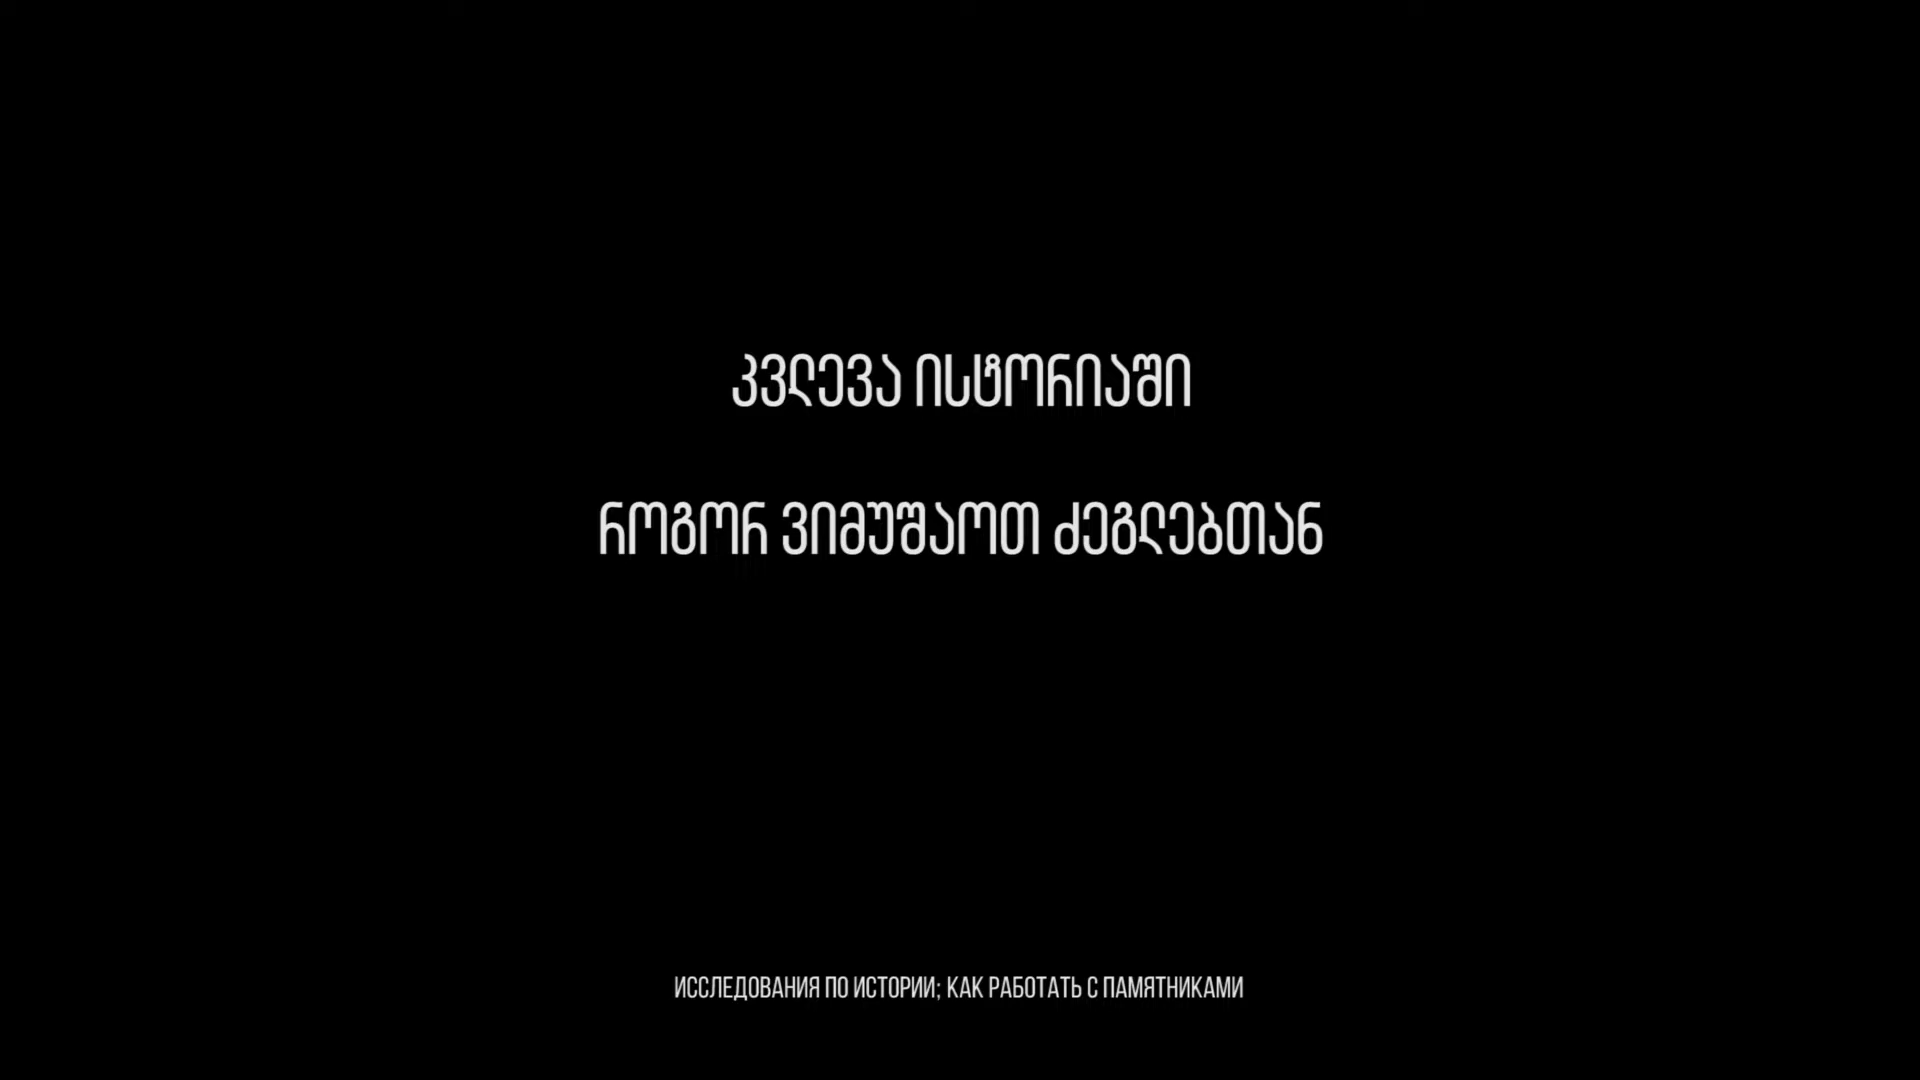 კვლევა ისტორიაში
როგორ ვიმუშაოთ ძეგლებთან
ИССЛЕДОВАНИЯ ПО ИСТОРИИ; КАК РАБОТАТЬ С ПАМЯТНИКАМИ